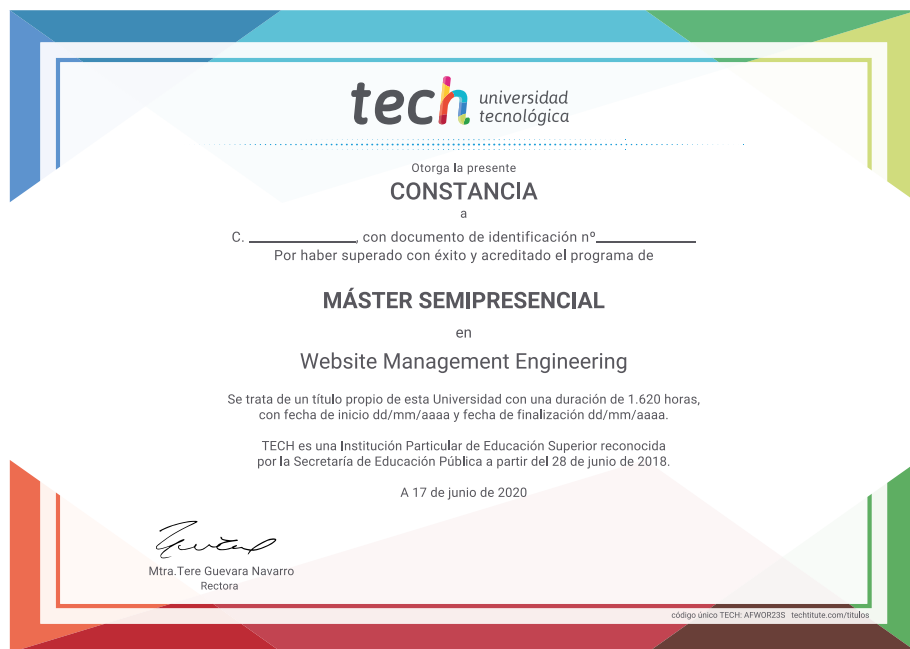 tech universidad
tecnológica
Otorga la presente
CONSTANCIA
a
C. ____________, con documento de identificación nº____________
Por haber superado con éxito y acreditado el programa de
MÁSTER SEMIPRESENCIAL
en
Website Management Engineering
Se trata de un título propio de esta Universidad con una duración de 1.620 horas,
con fecha de inicio dd/mm/aaaa y fecha de finalización dd/mm/aaaa.
TECH es una Institución Particular de Educación Superior reconocida
por la Secretaría de Educación Pública a partir del 28 de junio de 2018.
A 17 de junio de 2020
Mtra.Tere Guevara Navarro
Rectora
código único TECH: AFWOR23S techtitute.com/titulos